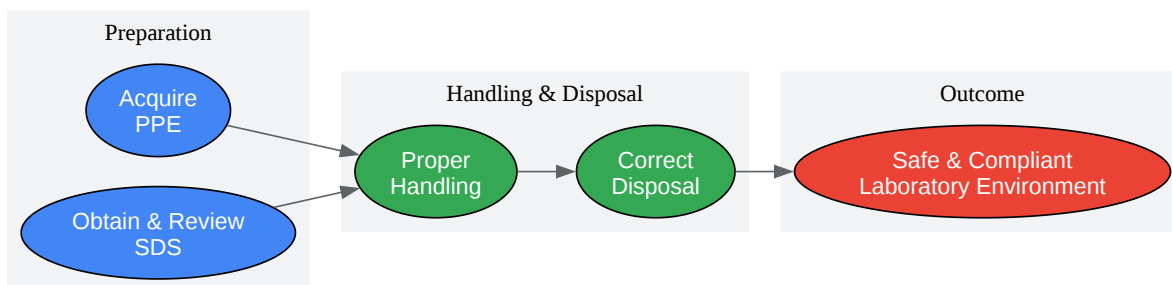 Preparation
Acquire
PPE
Obtain & Review
SDS
Handling & Disposal
Proper
Handling
Correct
Disposal
Outcome
Safe & Compliant
Laboratory Environment